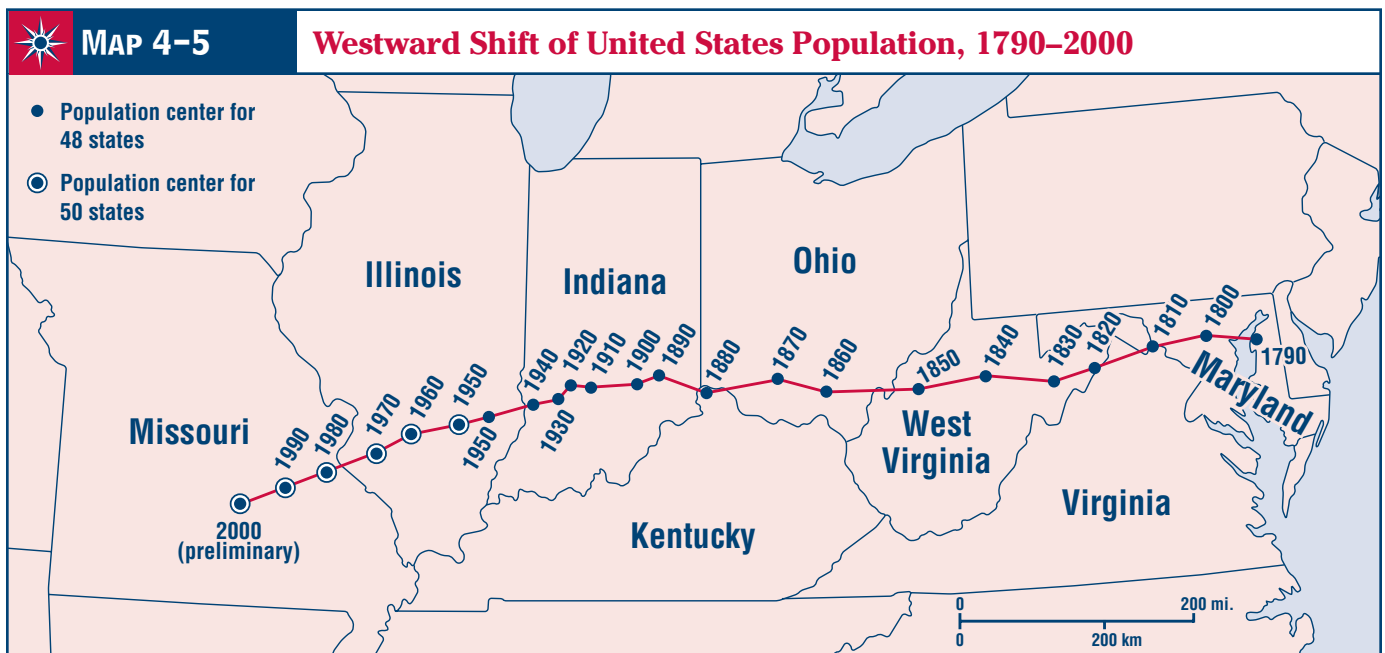 MAP 4–5
Westward Shift of United States Population, 1790–2000
Population center for
48 states
Population center for
50 states
Illinois
Indiana
Ohio
Missouri
Kentucky
West
Virginia
Virginia
Maryland
2000
(preliminary)
1990
1980
1970
1960
1950
1950
1940
1930
1920
1910
1900
1890
1880
1870
1860
1850
1840
1830
1820
1810
1800
1790
0
200 mi.
0
200 km